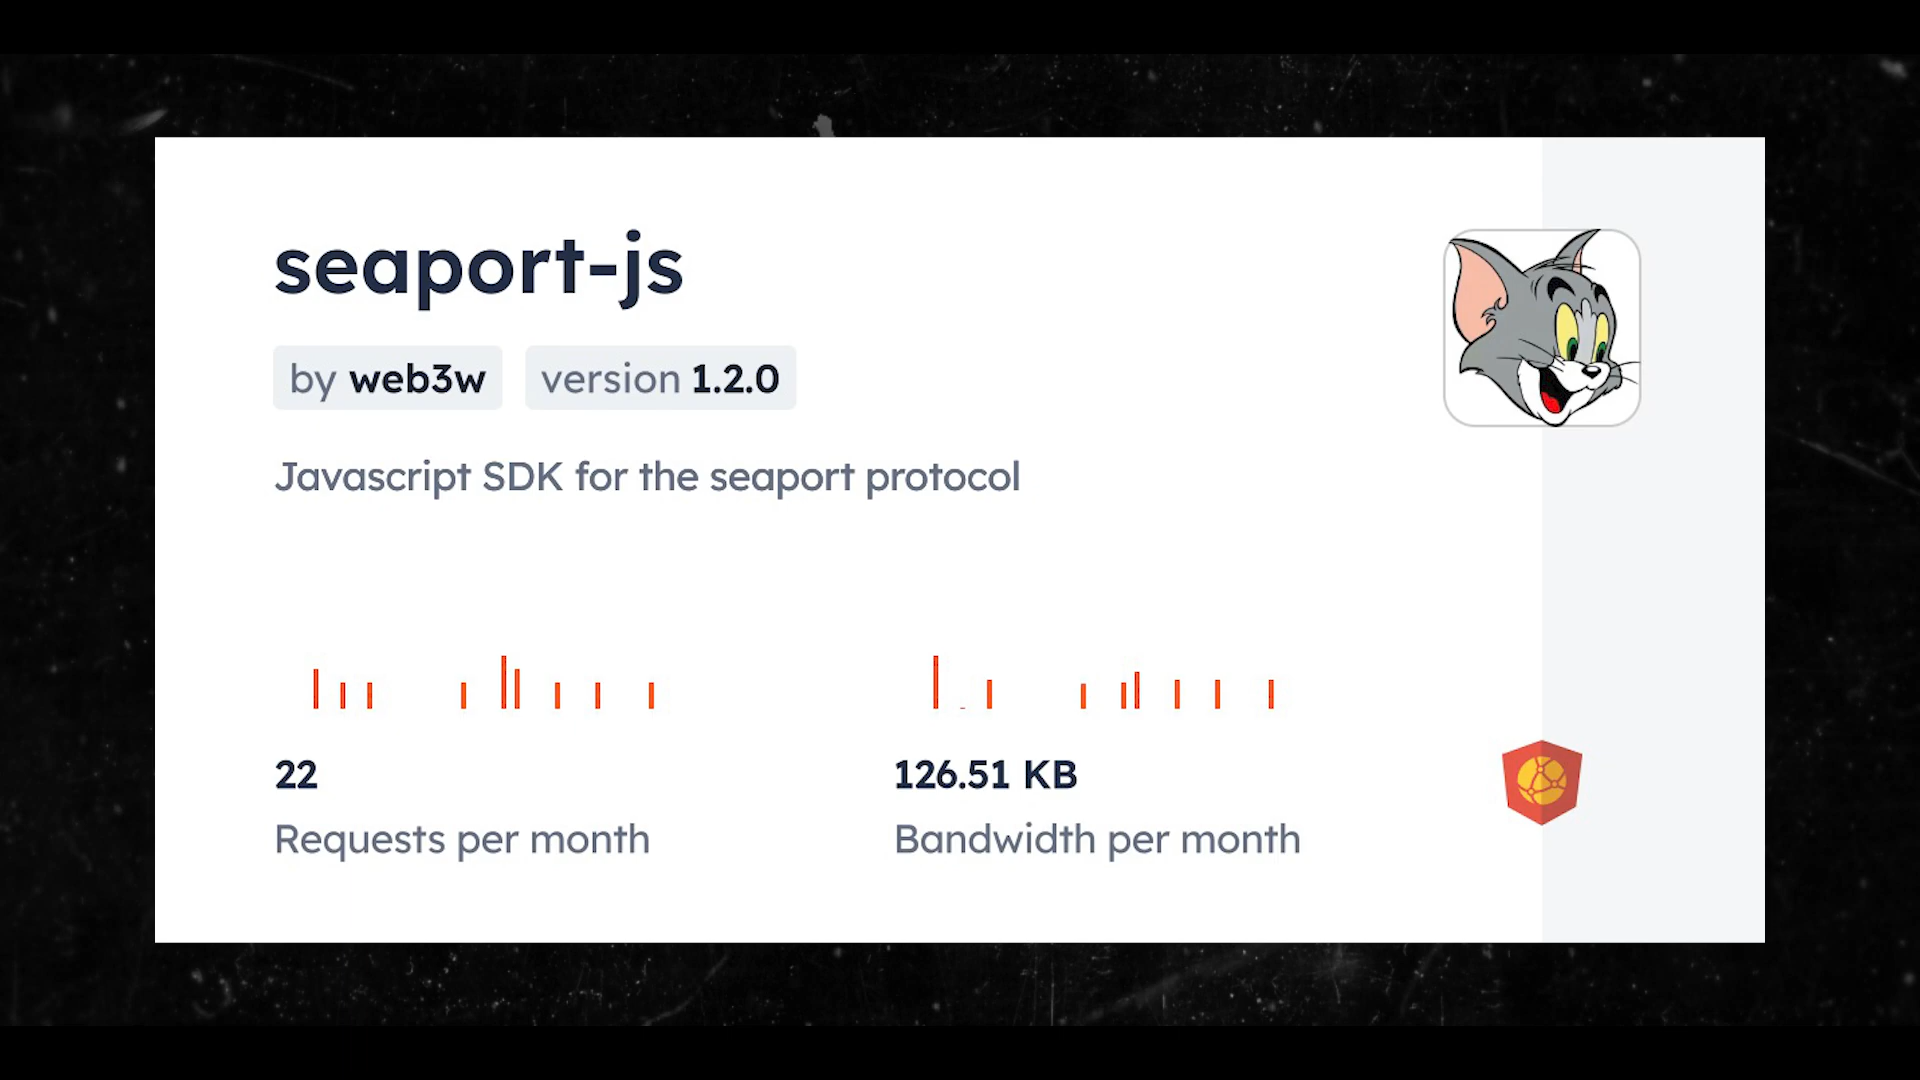 seaport-js
by web3w version 1.2.0
Javascript SDK for the seaport protocol
22
Requests per month
126.51 KB
Bandwidth per month